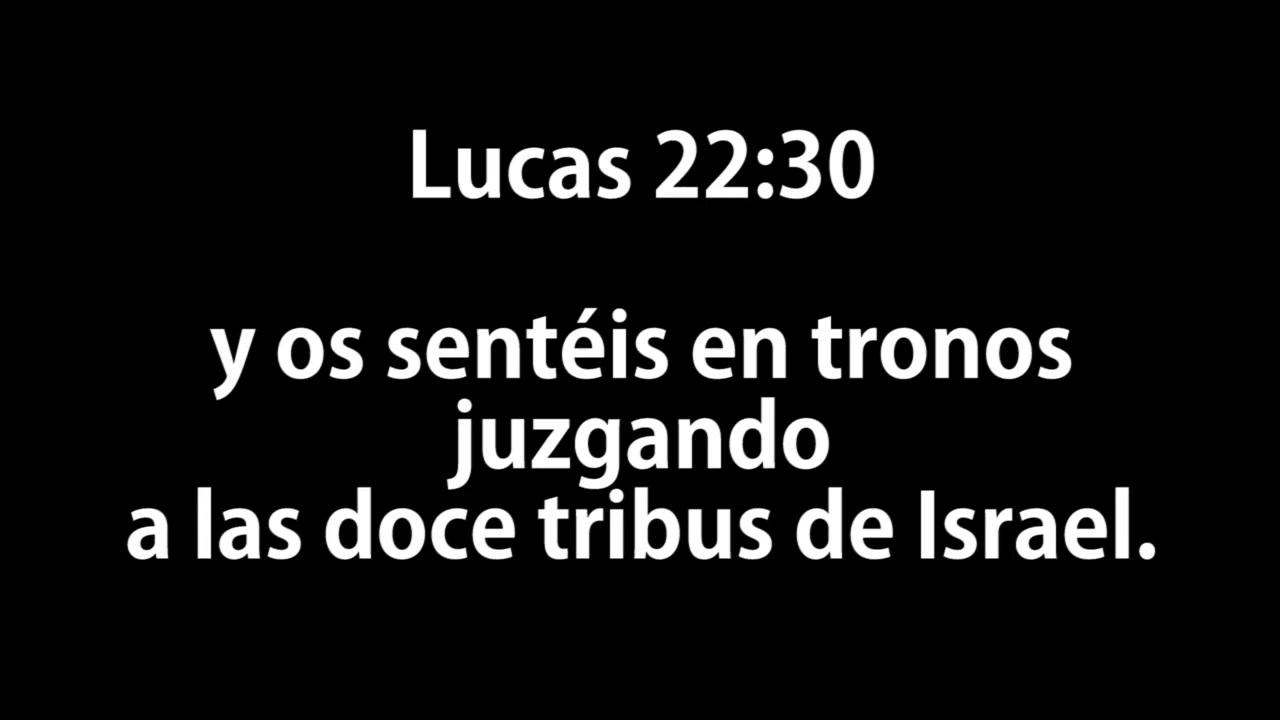 Lucas 22:30
y os sentéis en tronos
juzgando
a las doce tribus de Israel.